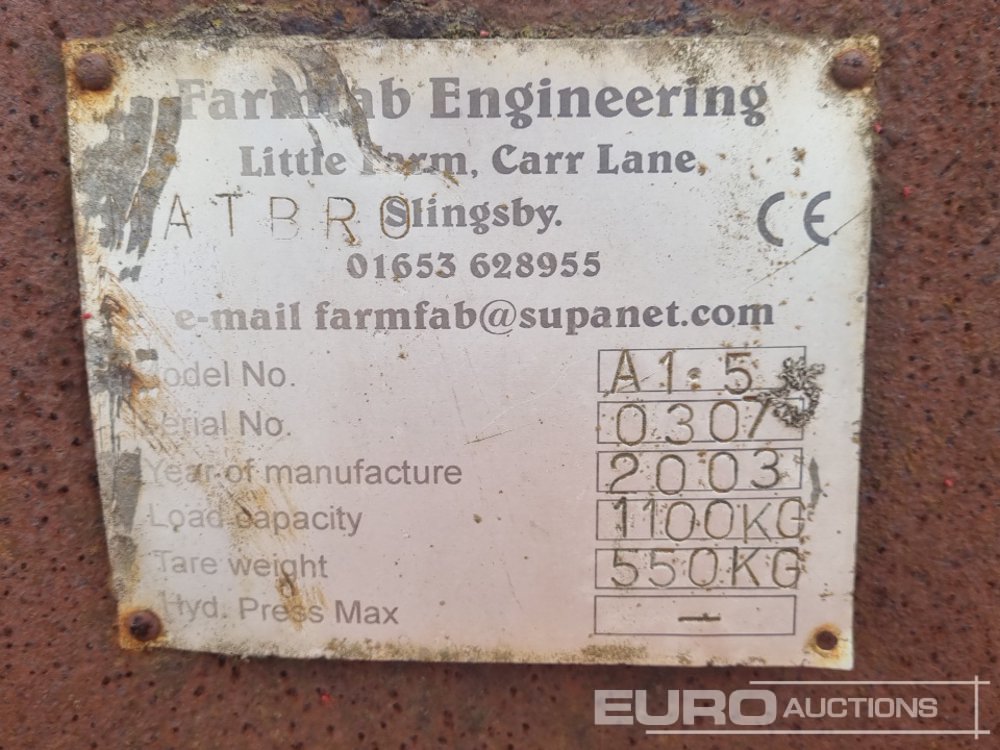 Farmfab Engineering
Little Farm, Carr Lane,
MATBRO Slingsby. CE
01653 628955
e-mail farmfab@supanet.com
Model No. A1:5
Serial No. 0307
Year of manufacture 2003
Load capacity 1100KG
Tare weight 550KG
Hyd. Press Max -
EURO AUCTIONS